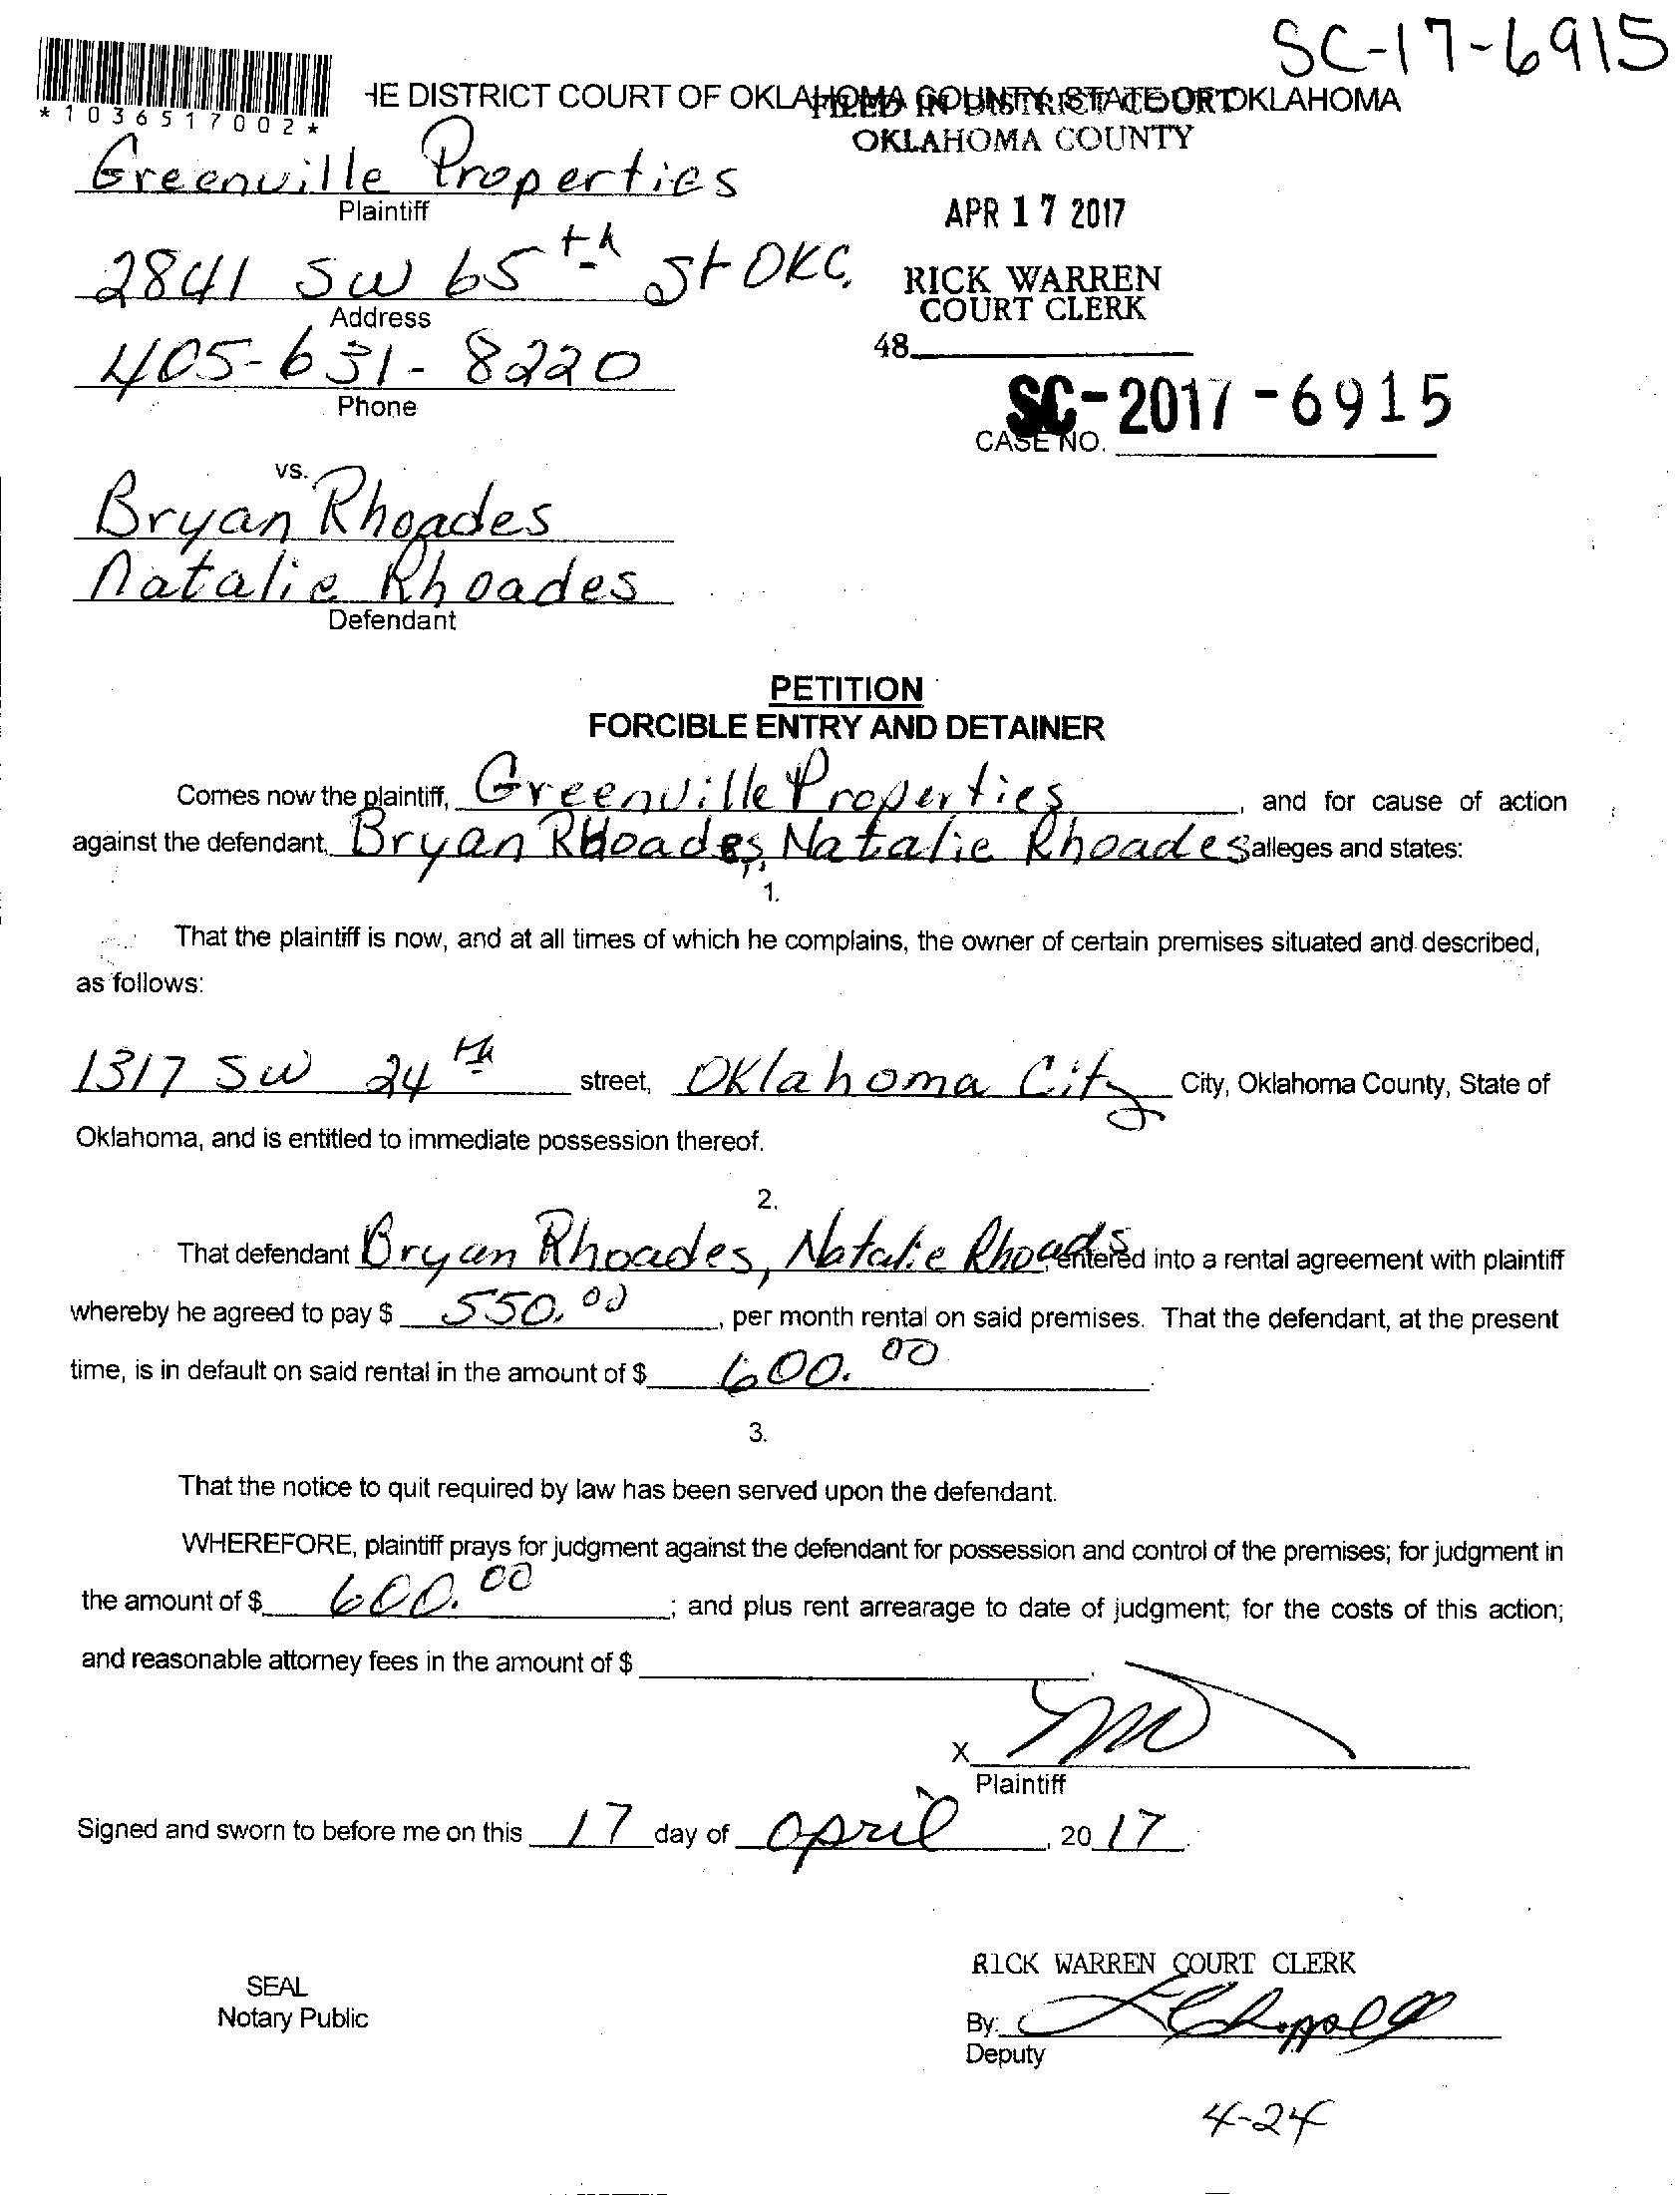 SC-17-6915
*1036517002*
HE DISTRICT COURT OF OKLAHOMA COUNTY, STATE OF OKLAHOMA
FILED IN DISTRICT COURT
OKLAHOMA COUNTY
Greenville Properties
Plaintiff
APR 17 2017
2841 SW 65th St OKC.
Address
RICK WARREN
COURT CLERK
405-631-8220
Phone
48
SC-2017-6915
CASE NO.
vs.
Bryan Rhoades
Natalie Rhoades
Defendant
PETITION
FORCIBLE ENTRY AND DETAINER
Comes now the plaintiff, Greenville Properties, and for cause of action
against the defendant, Bryan Rhoades, Natalie Rhoades alleges and states:
1.
That the plaintiff is now, and at all times of which he complains, the owner of certain premises situated and described,
as follows:
1317 SW 24th street, Oklahoma City City, Oklahoma County, State of
Oklahoma, and is entitled to immediate possession thereof.
2.
That defendant Bryan Rhoades, Natalie Rhoads entered into a rental agreement with plaintiff
whereby he agreed to pay $ 550.00, per month rental on said premises. That the defendant, at the present
time, is in default on said rental in the amount of $ 600.00.
3.
That the notice to quit required by law has been served upon the defendant.
WHEREFORE, plaintiff prays for judgment against the defendant for possession and control of the premises; for judgment in
the amount of $ 600.00; and plus rent arrearage to date of judgment; for the costs of this action;
and reasonable attorney fees in the amount of $
X
Plaintiff
Signed and sworn to before me on this 17 day of April, 2017.
RICK WARREN COURT CLERK
SEAL
Notary Public
By:
Deputy
4-24